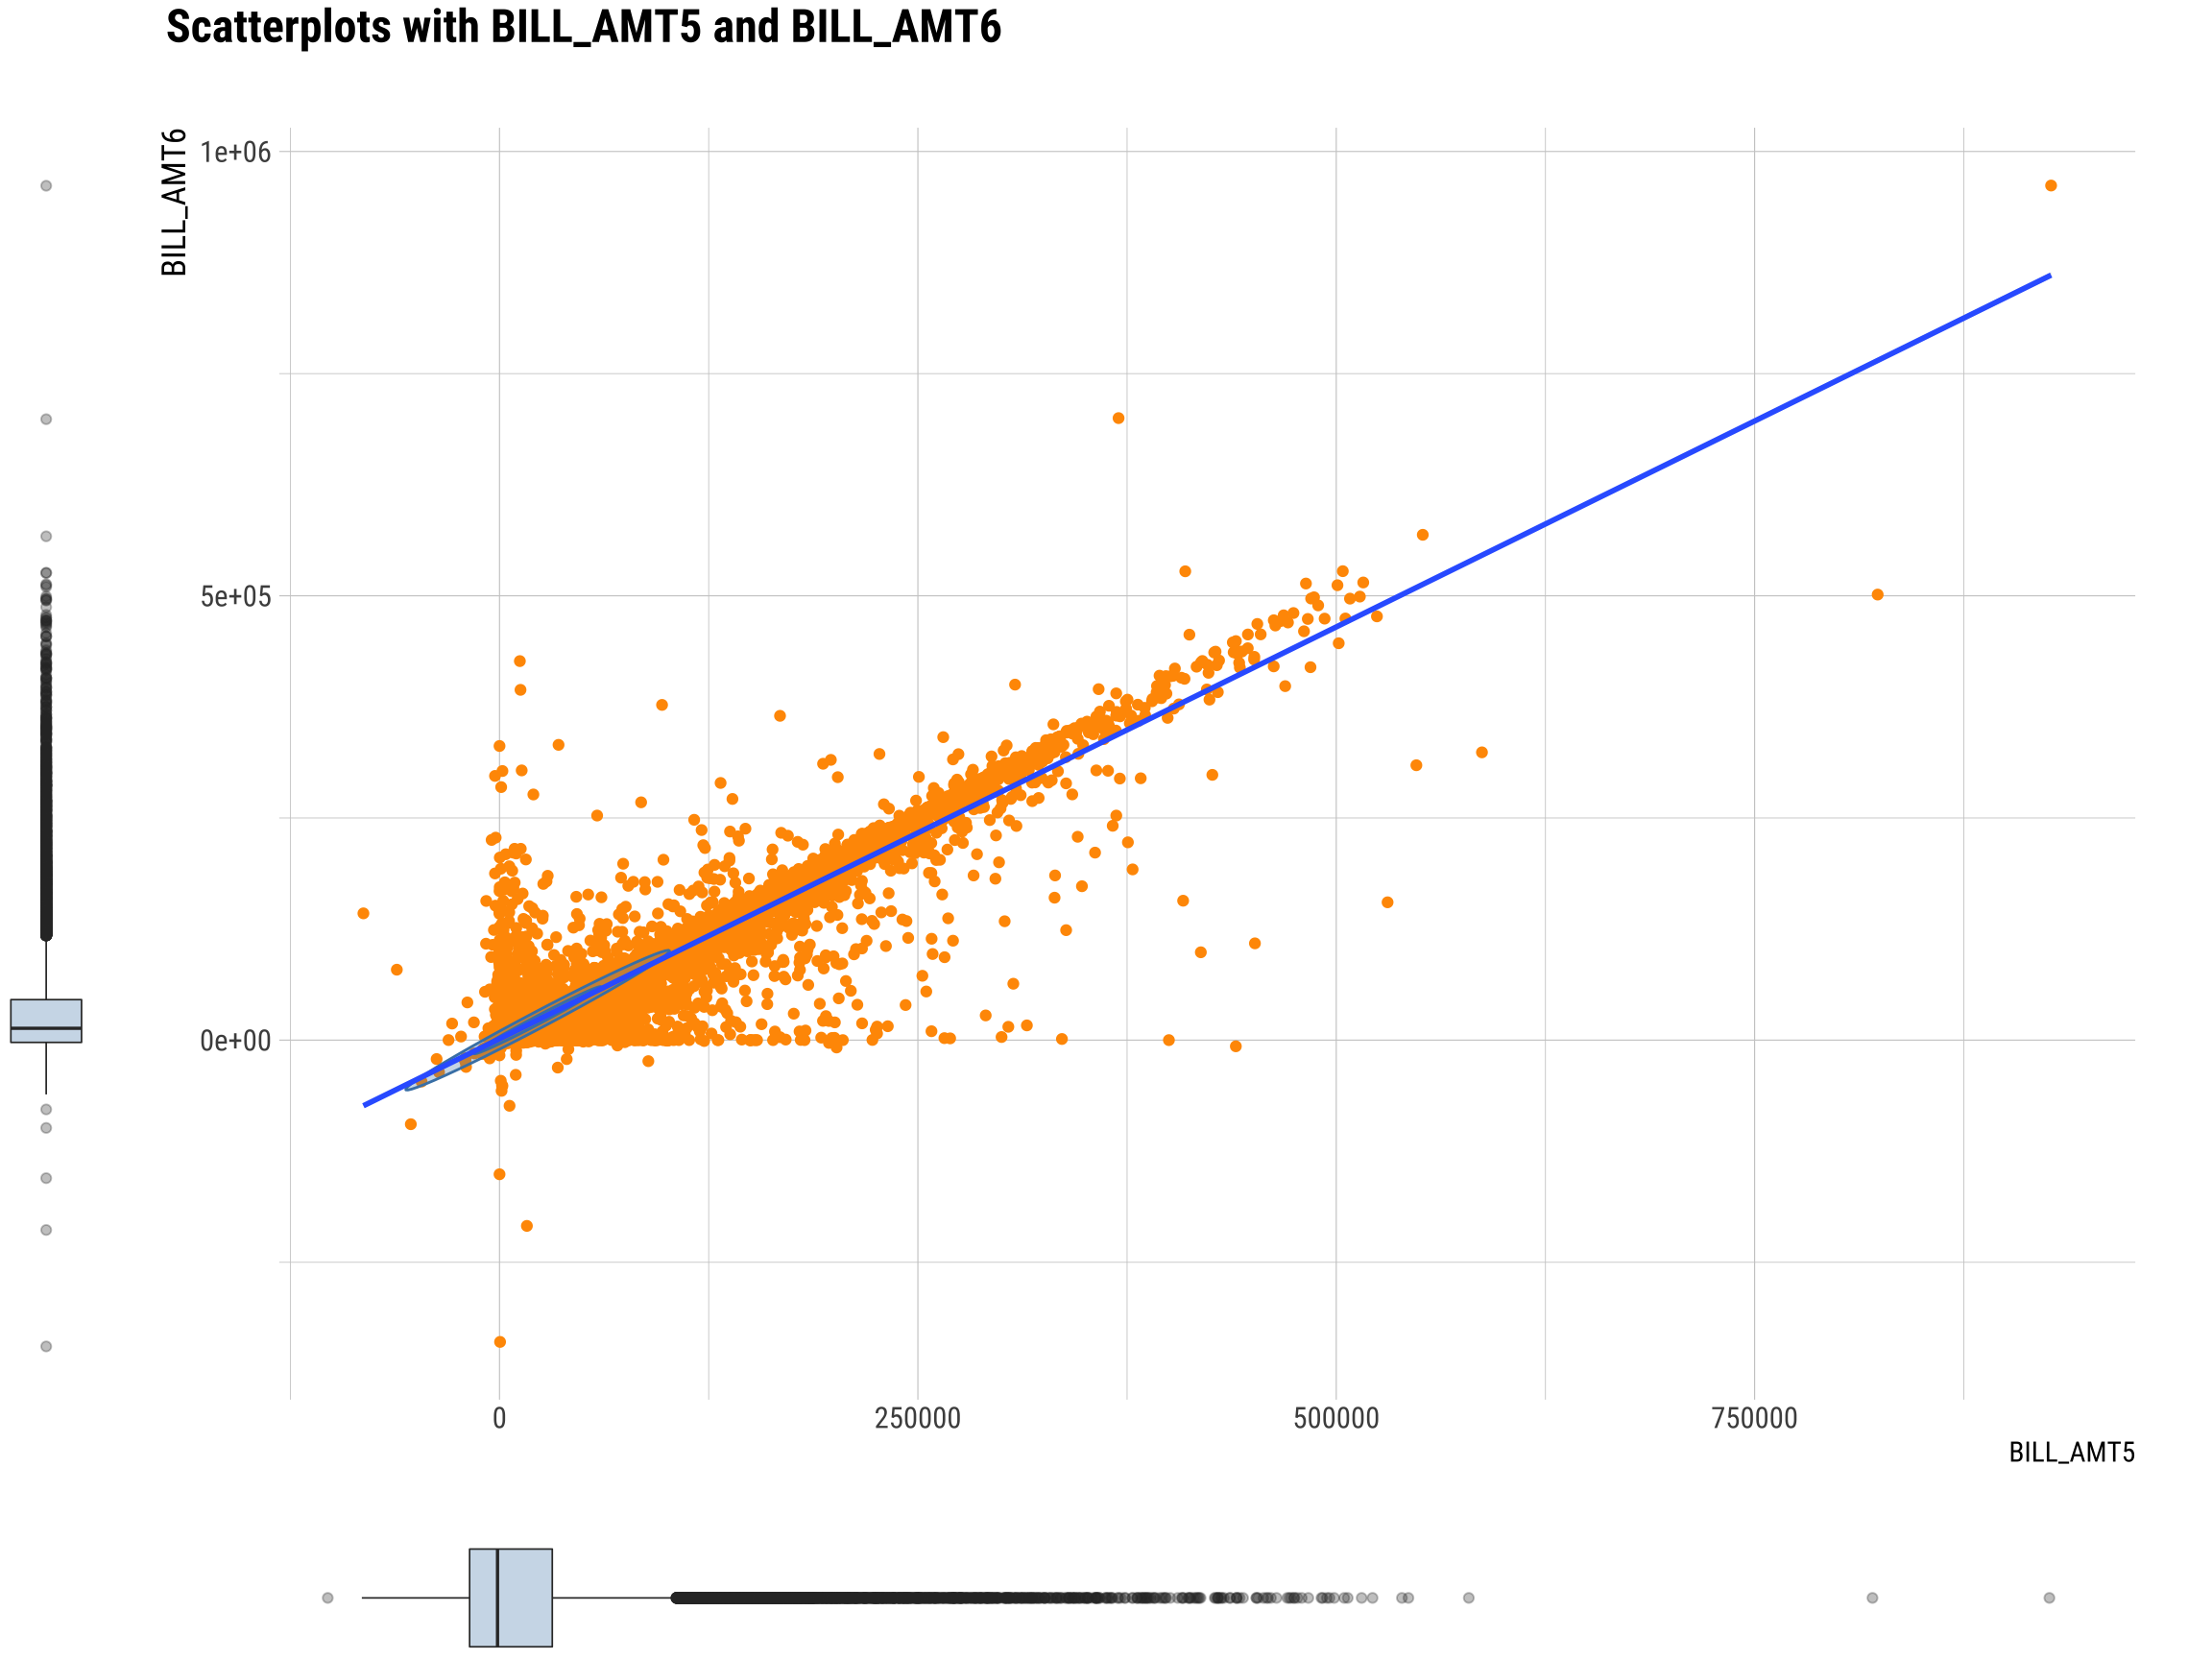 Scatterplots with BILL_AMT5 and BILL_AMT6
BILL_AMT6
1e+06
5e+05
0e+00
0
250000
500000
750000
BILL_AMT5